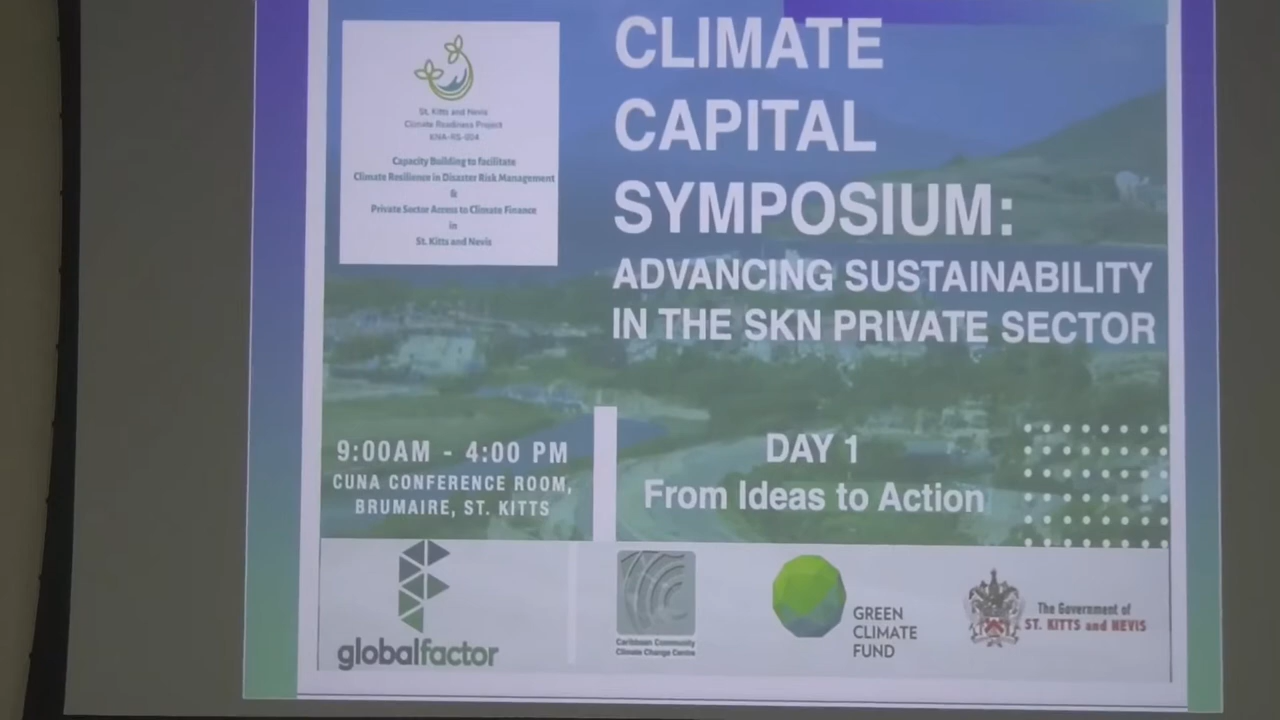 St. Kitts and Nevis
Climate Readiness Project
KNA-RS-004
Capacity Building to facilitate
Climate Resilience in Disaster Risk Management
&
Private Sector Access to Climate Finance
in
St. Kitts and Nevis
CLIMATE
CAPITAL
SYMPOSIUM:
ADVANCING SUSTAINABILITY
IN THE SKN PRIVATE SECTOR
9:00AM - 4:00 PM
CUNA CONFERENCE ROOM,
BRUMAIRE, ST. KITTS
DAY 1
From Ideas to Action
globalfactor
Caribbean Community
Climate Change Centre
GREEN
CLIMATE
FUND
The Government of
ST. KITTS and NEVIS